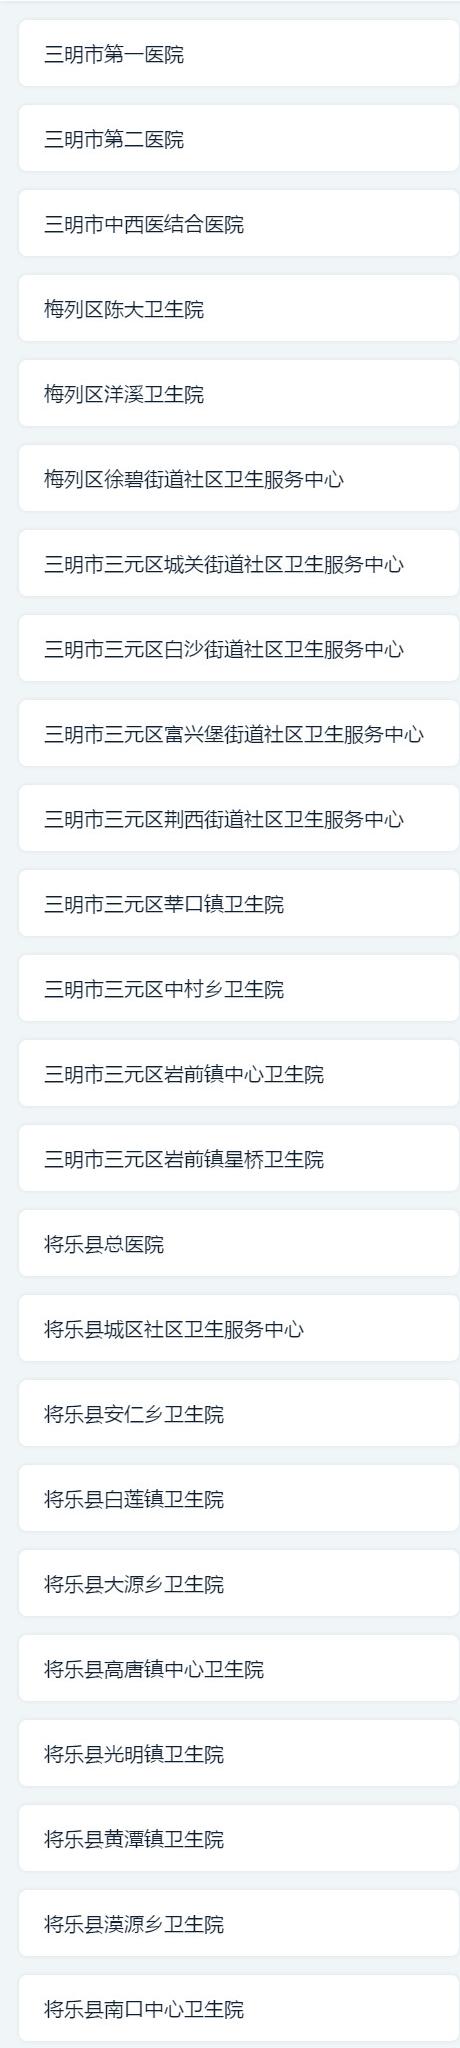 三明市第一医院
三明市第二医院
三明市中西医结合医院
梅列区陈大卫生院
梅列区洋溪卫生院
梅列区徐碧街道社区卫生服务中心
三明市三元区城关街道社区卫生服务中心
三明市三元区白沙街道社区卫生服务中心
三明市三元区富兴堡街道社区卫生服务中心
三明市三元区荆西街道社区卫生服务中心
三明市三元区莘口镇卫生院
三明市三元区中村乡卫生院
三明市三元区岩前镇中心卫生院
三明市三元区岩前镇星桥卫生院
将乐县总医院
将乐县城区社区卫生服务中心
将乐县安仁乡卫生院
将乐县白莲镇卫生院
将乐县大源乡卫生院
将乐县高唐镇中心卫生院
将乐县光明镇卫生院
将乐县黄潭镇卫生院
将乐县漠源乡卫生院
将乐县南口中心卫生院